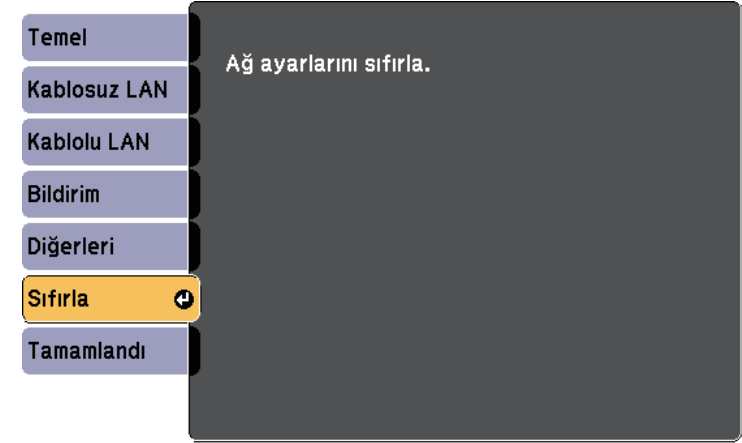 Temel
Kablosuz LAN
Kablolu LAN
Bildirim
Diğerleri
Sıfırla
Tamamlandı
Ağ ayarlarını sıfırla.